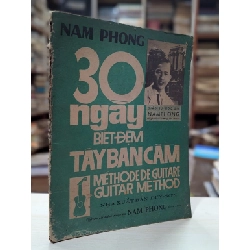 NAM PHONG
30
ngày
BIẾT ĐỆM
TÂY BAN CẦM
MÉTHODE DE GUITARE
GUITAR METHOD
NAM PHONG